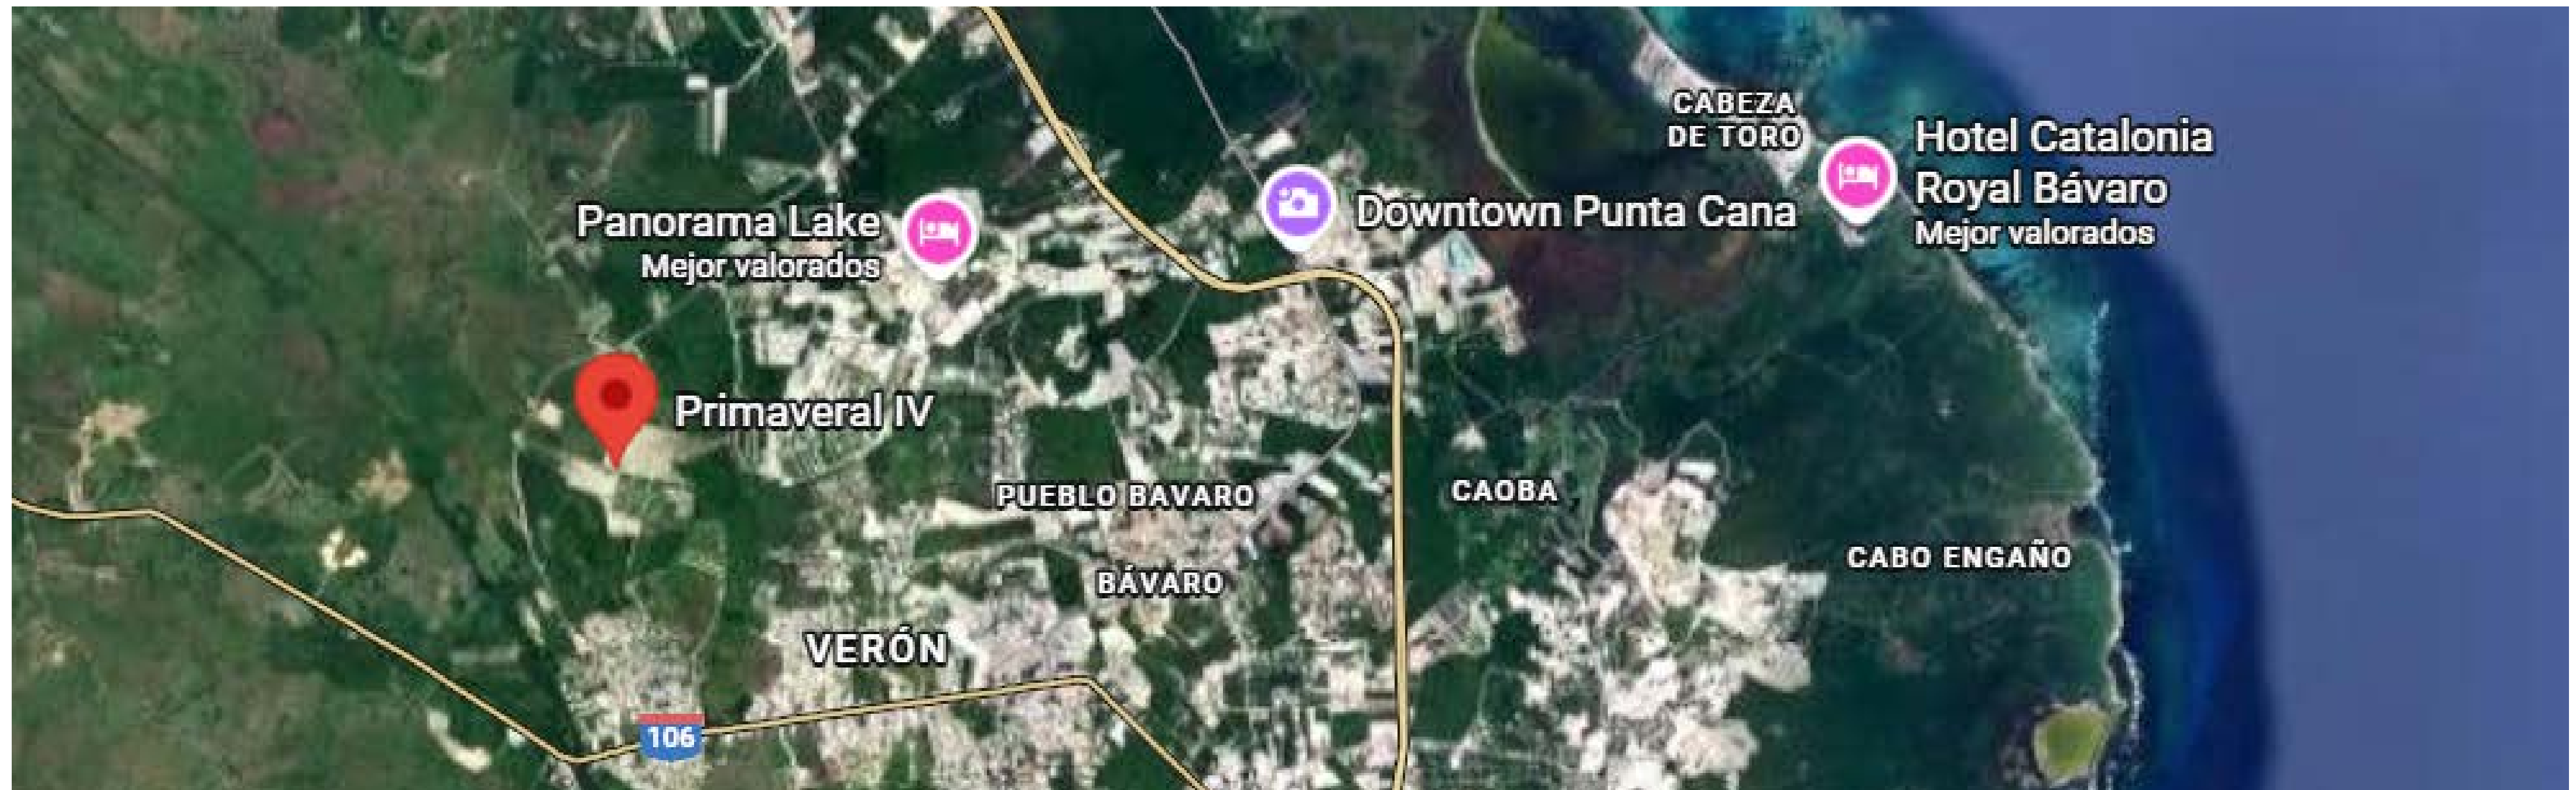 CABEZA
DE TORO
Hotel Catalonia
Royal Bávaro
Mejor valorados
Panorama Lake
Mejor valorados
Downtown Punta Cana
Primaveral IV
PUEBLO BAVARO
CAOBA
CABO ENGAÑO
BÁVARO
VERÓN
106